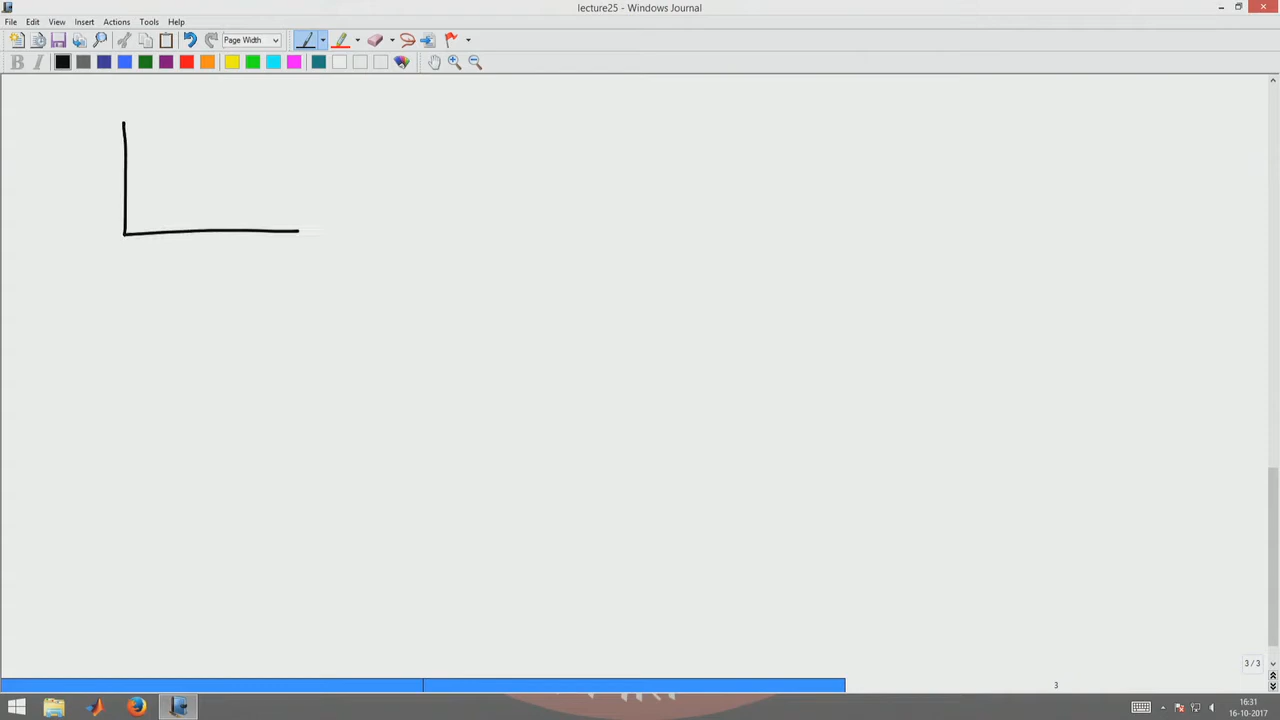 lecture25 - Windows Journal
File Edit View Insert Actions Tools Help
Page Width
B I
3/3
3
16:31
16-10-2017